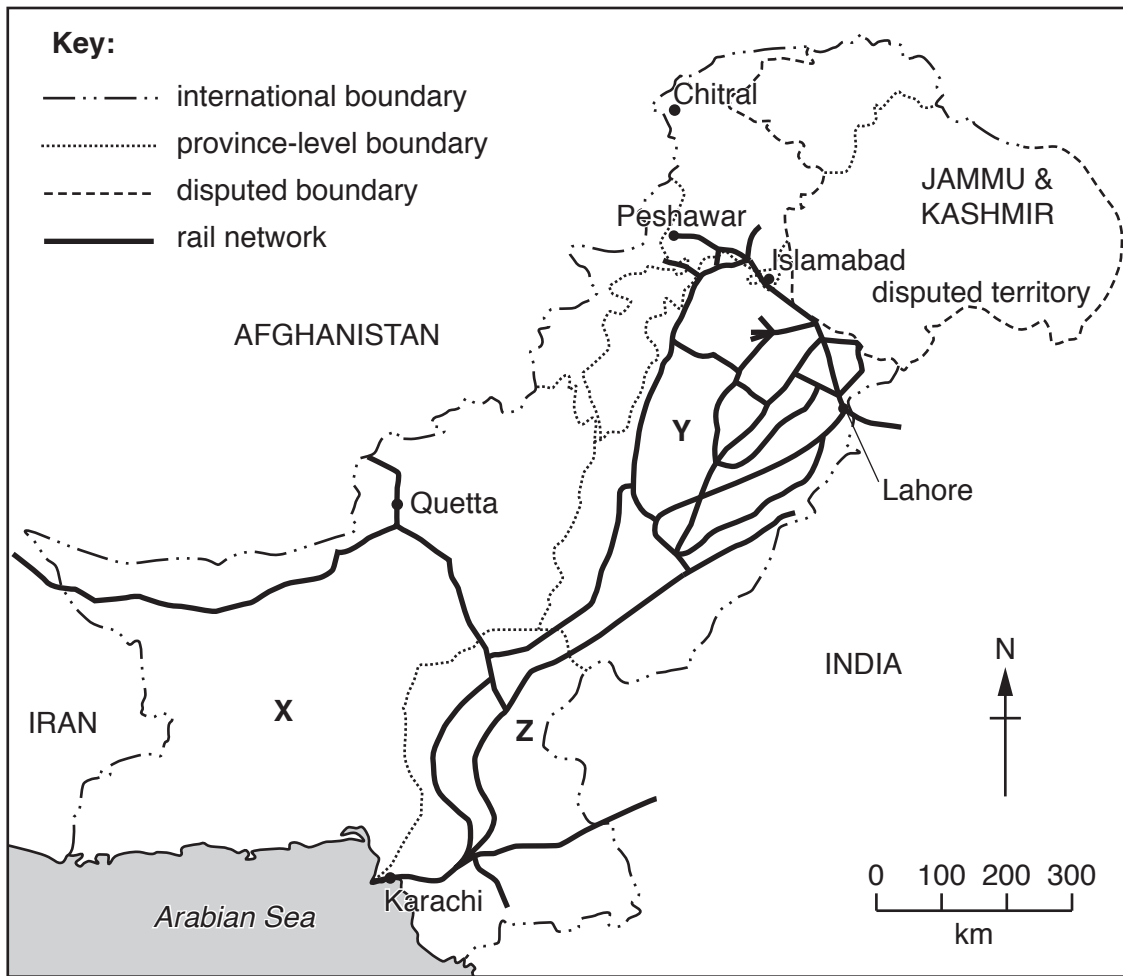 Key:
international boundary
province-level boundary
disputed boundary
rail network
Chitral
JAMMU &
KASHMIR
Peshawar
Islamabad
disputed territory
AFGHANISTAN
Y
Lahore
Quetta
N
INDIA
X
IRAN
Z
Karachi
0 100 200 300
km
Arabian Sea